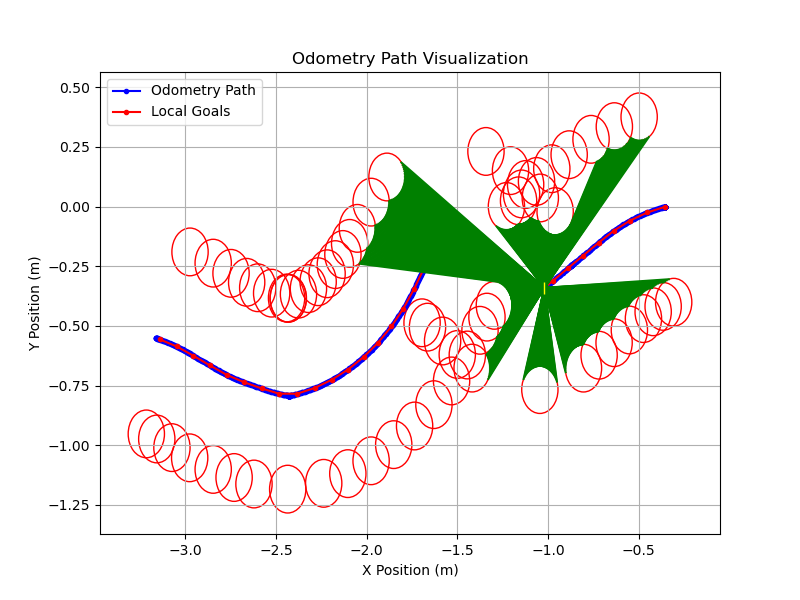 Odometry Path Visualization
Odometry Path
Local Goals
0.50
0.25
0.00
−0.25
−0.50
−0.75
−1.00
−1.25
Y Position (m)
−3.0 −2.5 −2.0 −1.5 −1.0 −0.5
X Position (m)